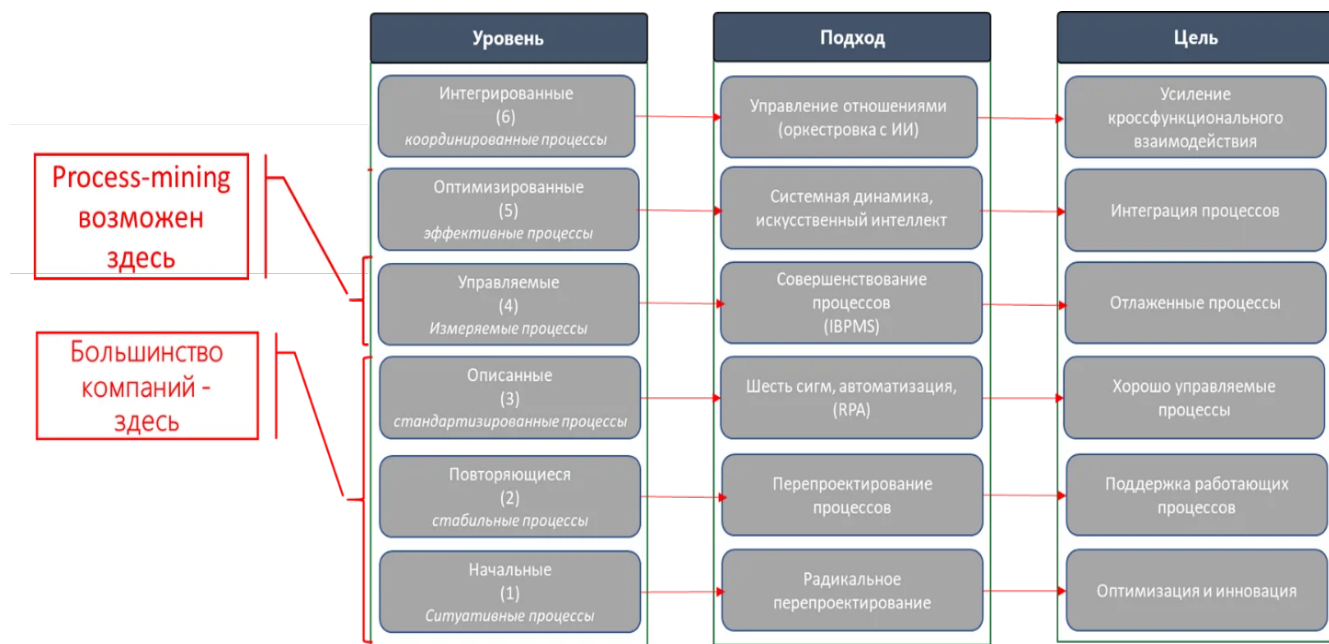 Уровень
Подход
Цель
Интегрированные
(6)
координированные процессы
Управление отношениями
(оркестровка с ИИ)
Усиление
кроссфункционального
взаимодействия
Process-mining
возможен
здесь
Оптимизированные
(5)
эффективные процессы
Системная динамика,
искусственный интеллект
Интеграция процессов
Управляемые
(4)
Измеряемые процессы
Совершенствование
процессов
(IBPMS)
Отлаженные процессы
Большинство
компаний -
здесь
Описанные
(3)
стандартизированные процессы
Шесть сигм, автоматизация,
(RPA)
Хорошо управляемые
процессы
Повторяющиеся
(2)
стабильные процессы
Перепроектирование
процессов
Поддержка работающих
процессов
Начальные
(1)
Ситуативные процессы
Радикальное
перепроектирование
Оптимизация и инновация